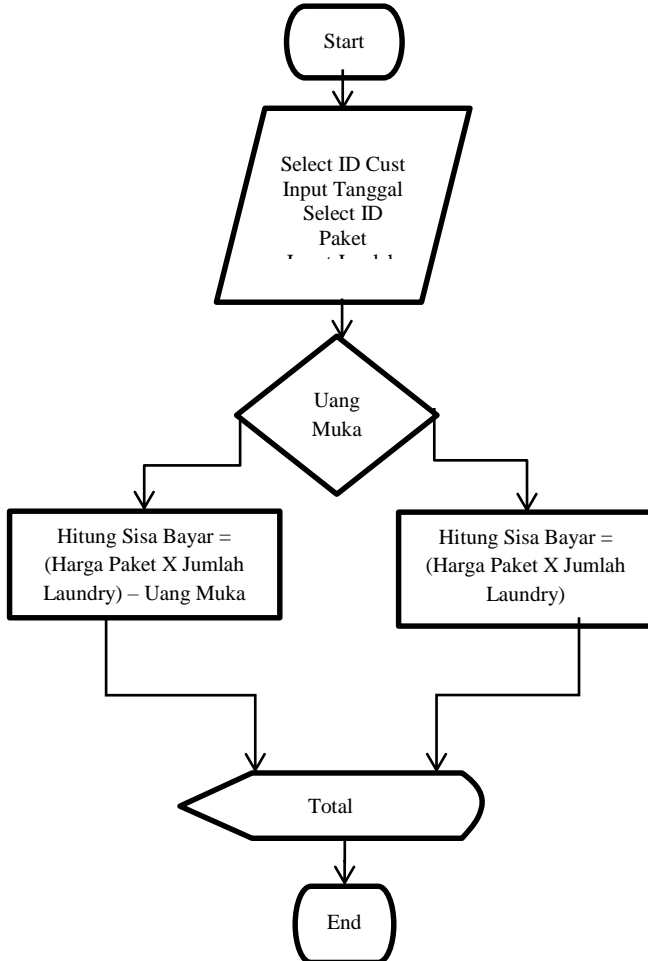 Start
Select ID Cust
Input Tanggal
Select ID
Paket
Uang
Muka
Hitung Sisa Bayar =
(Harga Paket X Jumlah
Laundry) – Uang Muka
Hitung Sisa Bayar =
(Harga Paket X Jumlah
Laundry)
Total
End